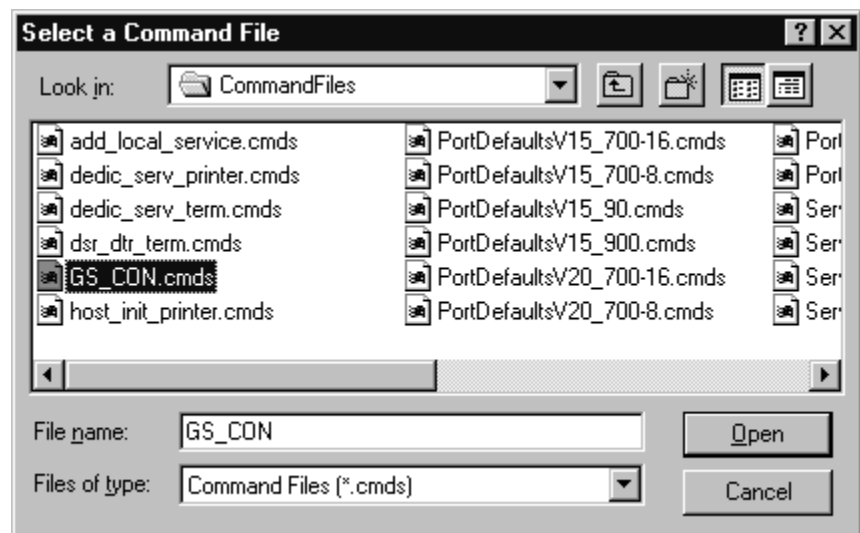 Select a Command File
Look in: CommandFiles
add_local_service.cmds PortDefaultsV15_700-16.cmds
dedic_serv_printer.cmds PortDefaultsV15_700-8.cmds
dedic_serv_term.cmds PortDefaultsV15_90.cmds
dsr_dtr_term.cmds PortDefaultsV15_900.cmds
GS_CON.cmds PortDefaultsV20_700-16.cmds
host_init_printer.cmds PortDefaultsV20_700-8.cmds
File name: GS_CON Open
Files of type: Command Files (*.cmds) Cancel